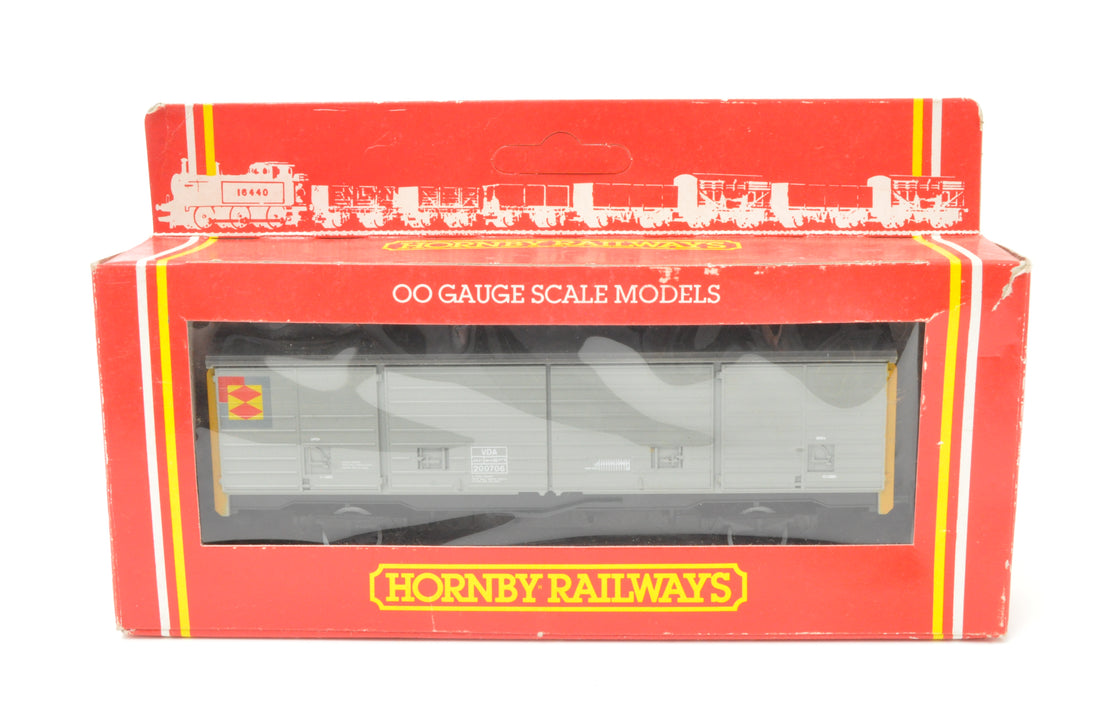 16440
HORNBY RAILWAYS
OO GAUGE SCALE MODELS
VDA
200706
HORNBY RAILWAYS